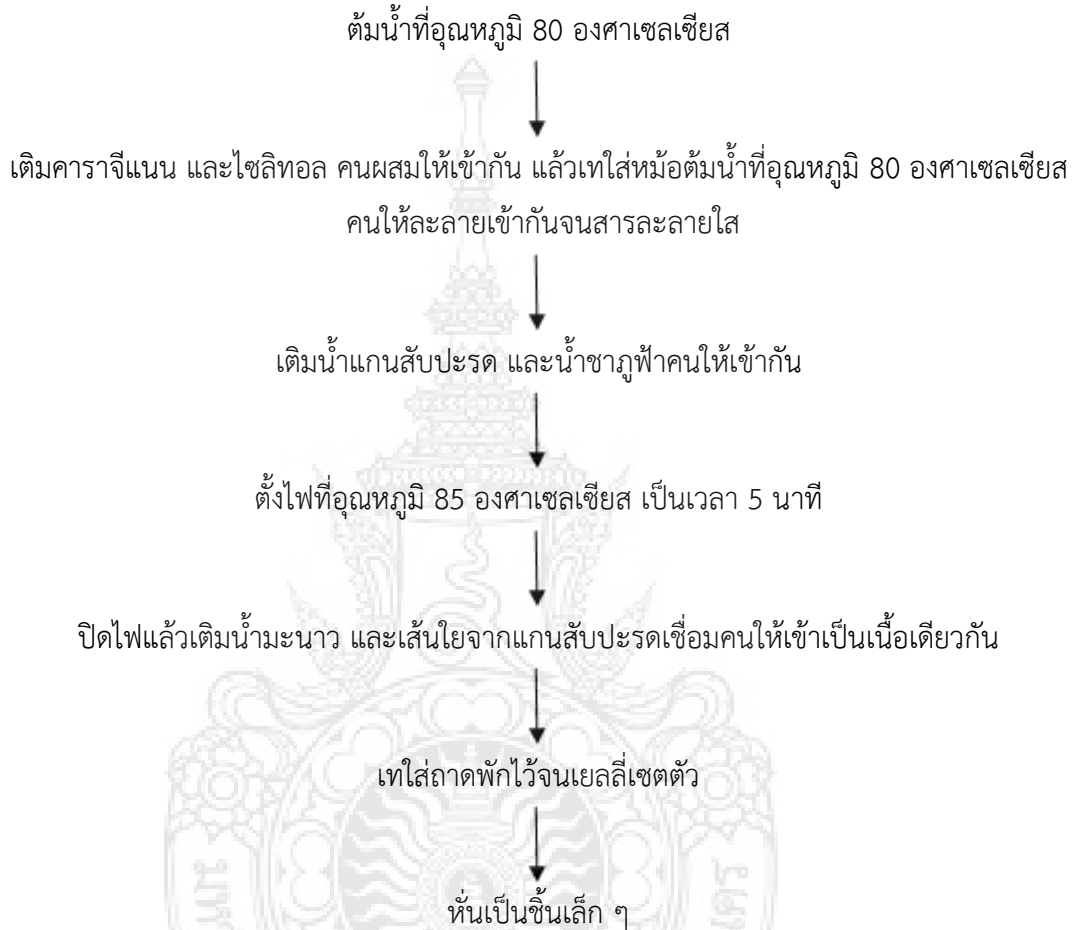 ต้มน้ำที่อุณหภูมิ 80 องศาเซลเซียส
เติมคาราจีแนน และไซลิทอล คนผสมให้เข้ากัน แล้วเทใส่หม้อต้มน้ำที่อุณหภูมิ 80 องศาเซลเซียส
คนให้ละลายเข้ากันจนสารละลายใส
เติมน้ำแกนสับปะรด และน้ำชาภูฟ้าคนให้เข้ากัน
ตั้งไฟที่อุณหภูมิ 85 องศาเซลเซียส เป็นเวลา 5 นาที
ปิดไฟแล้วเติมน้ำมะนาว และเส้นใยจากแกนสับปะรดเชื่อมคนให้เข้าเป็นเนื้อเดียวกัน
เทใส่ถาดพักไว้จนเยลลี่เซตตัว
หั่นเป็นชิ้นเล็ก ๆ